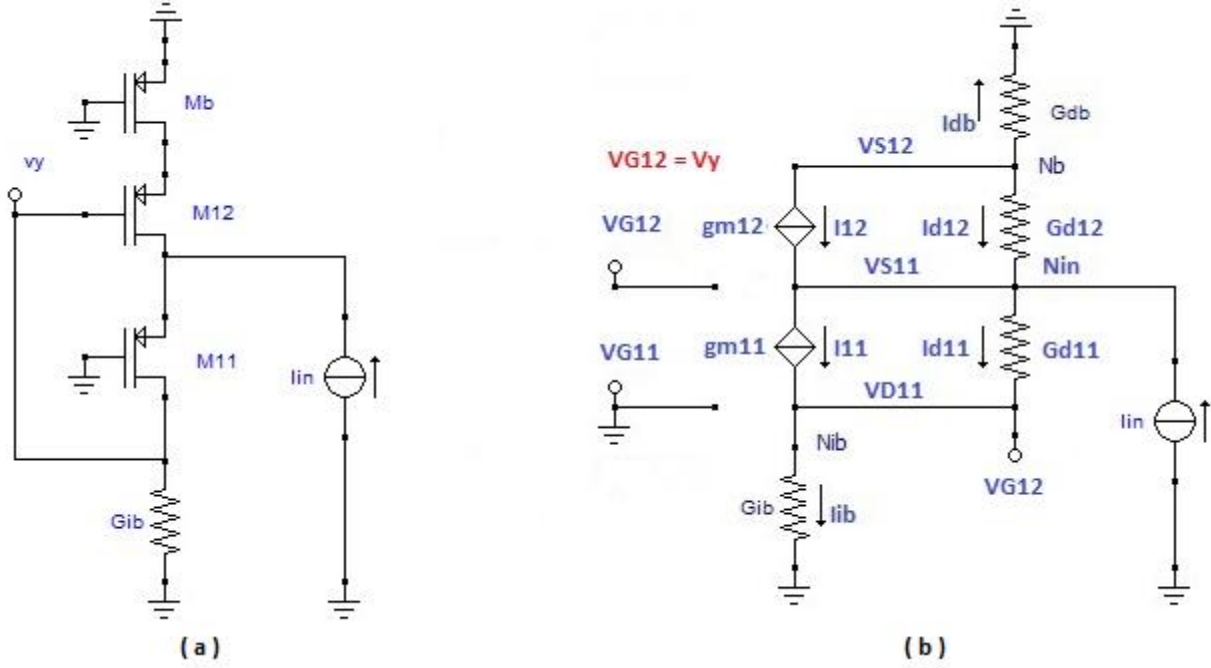 Mb
vy
M12
M11
Iin
Gib
( a )
Idb
Gdb
VS12
Nb
VG12 = Vy
VG12
gm12
I12
Id12
Gd12
VS11
Nin
VG11
gm11
I11
Id11
Gd11
VD11
Iin
Nib
VG12
Gib
Iib
( b )